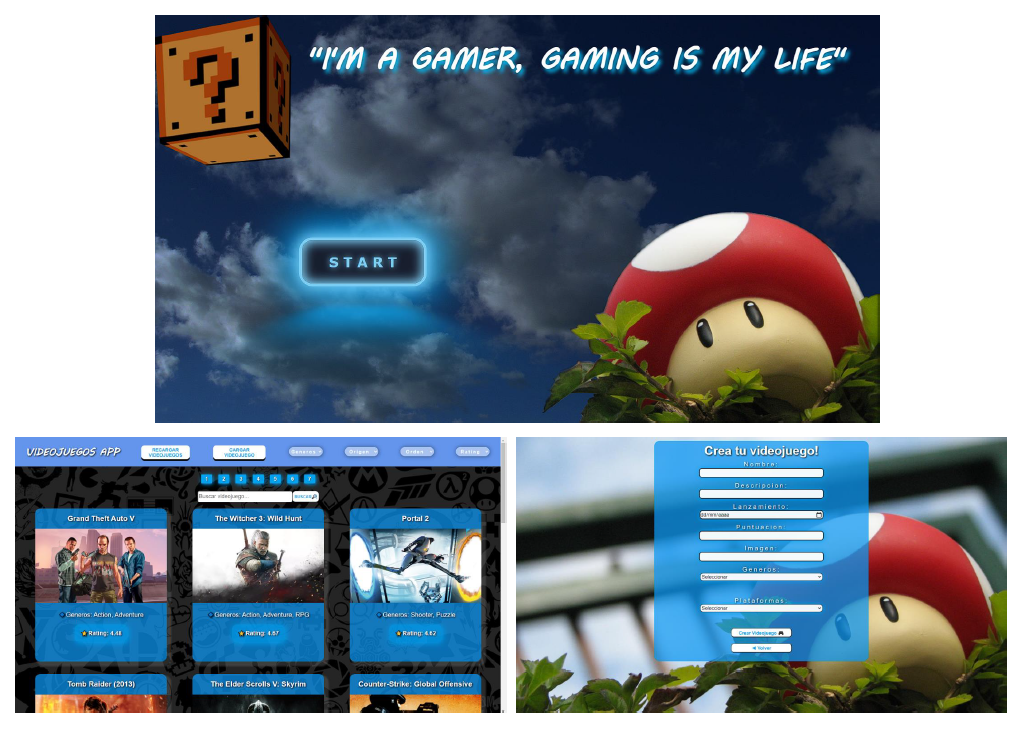 "I'M A GAMER, GAMING IS MY LIFE"
?
?
START
VIDEOJUEGOS APP
RECARGAR
VIDEOJUEGOS
CARGAR
VIDEOJUEGO
Generos
Origen
Orden
Rating
1 2 3 4 5 6 7
Buscar videojuego...
BUSCAR
Grand Theft Auto V
The Witcher 3: Wild Hunt
Portal 2
Generos: Action, Adventure
Generos: Action, Adventure, RPG
Generos: Shooter, Puzzle
Rating: 4.48
Rating: 4.67
Rating: 4.62
Tomb Raider (2013)
The Elder Scrolls V: Skyrim
Counter-Strike: Global Offensive
Crea tu videojuego!
Nombre:
Descripcion:
Lanzamiento:
dd/mm/aaaa
Puntuacion:
Imagen:
Generos:
Seleccionar
Plataformas:
Seleccionar
Crear Videojuego
Volver